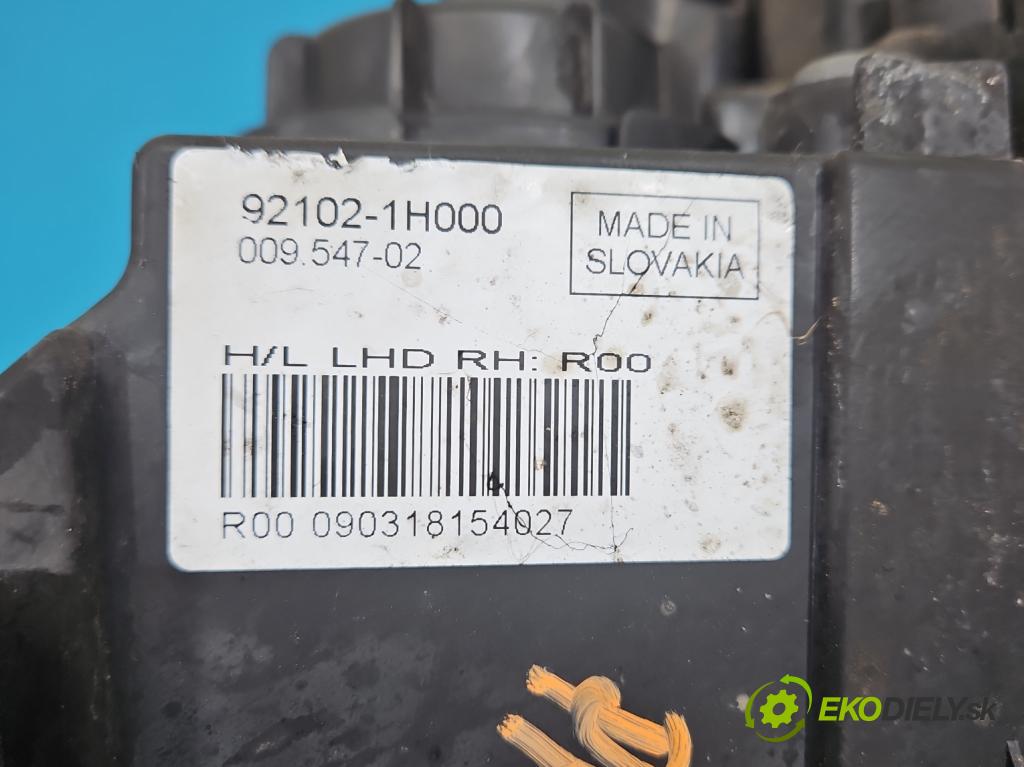 92102-1H000
009.547-02
MADE IN
SLOVAKIA
H/L LHD RH: R00
R00 090318154027
EKODIELY.sk